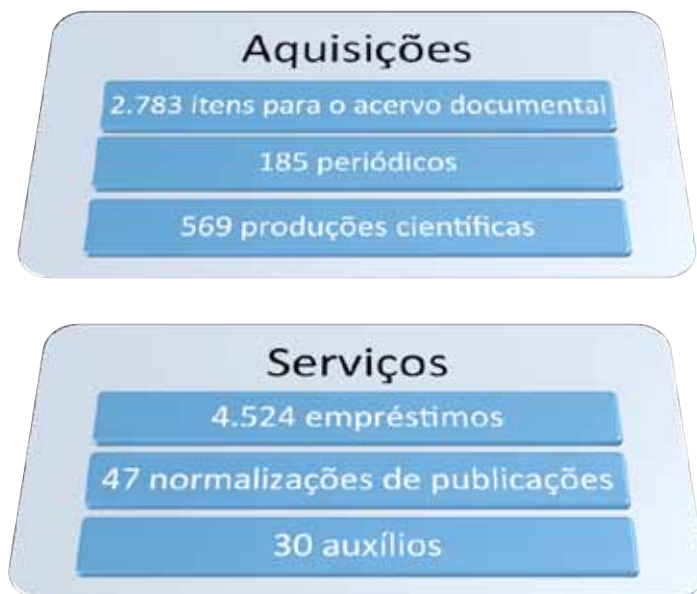 Aquisições
2.783 itens para o acervo documental
185 periódicos
569 produções científicas
Serviços
4.524 empréstimos
47 normalizações de publicações
30 auxílios